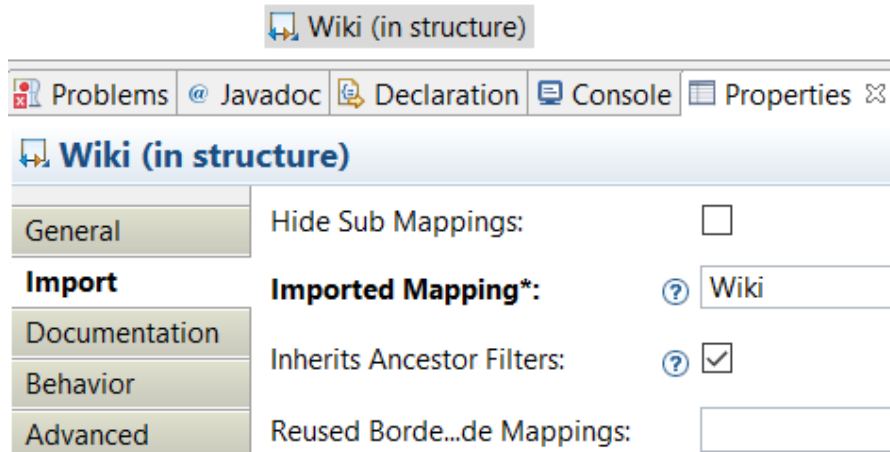 Wiki (in structure)
Problems @ Javadoc Declaration Console Properties
Wiki (in structure)
General
Hide Sub Mappings:
Import
Imported Mapping*: ? Wiki
Documentation
Inherits Ancestor Filters: ?
Behavior
Advanced
Reused Borde...de Mappings: